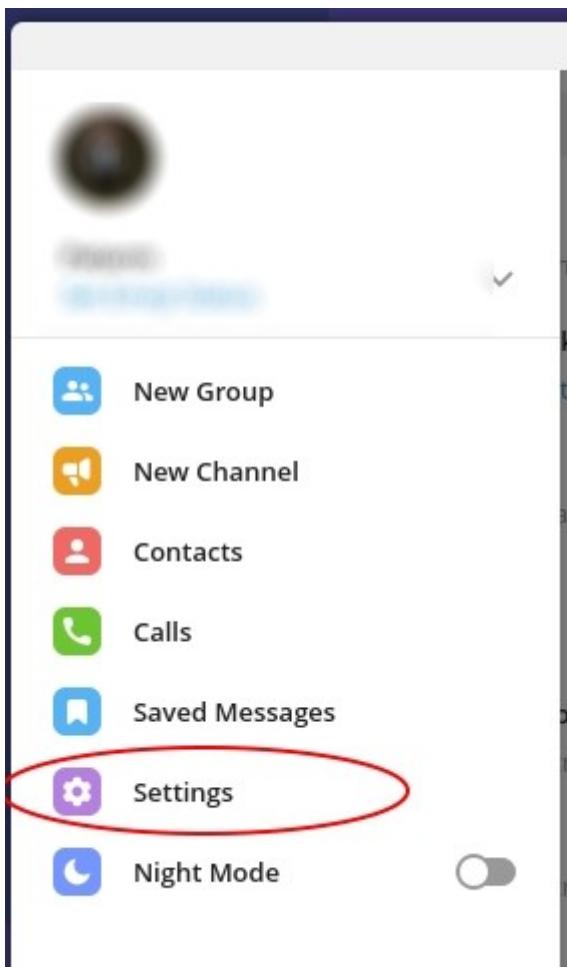 New Group
New Channel
Contacts
Calls
Saved Messages
Settings
Night Mode